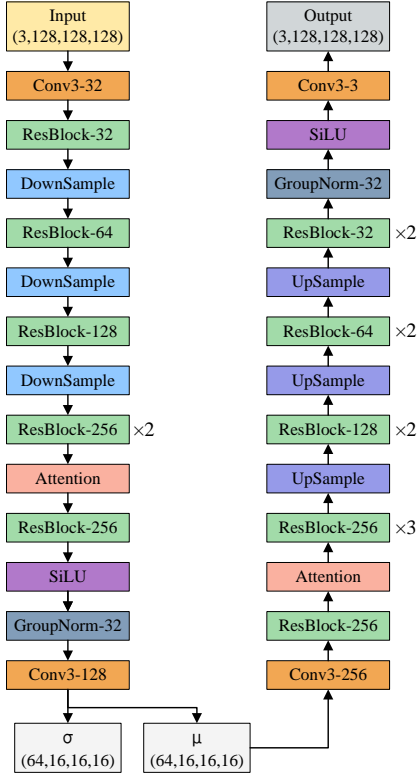 Input
(3,128,128,128)
Conv3-32
ResBlock-32
DownSample
ResBlock-64
DownSample
ResBlock-128
DownSample
ResBlock-256 ×2
Attention
ResBlock-256
SiLU
GroupNorm-32
Conv3-128
σ
(64,16,16,16)
μ
(64,16,16,16)
Output
(3,128,128,128)
Conv3-3
SiLU
GroupNorm-32
ResBlock-32 ×2
UpSample
ResBlock-64 ×2
UpSample
ResBlock-128 ×2
UpSample
ResBlock-256 ×3
Attention
ResBlock-256
Conv3-256